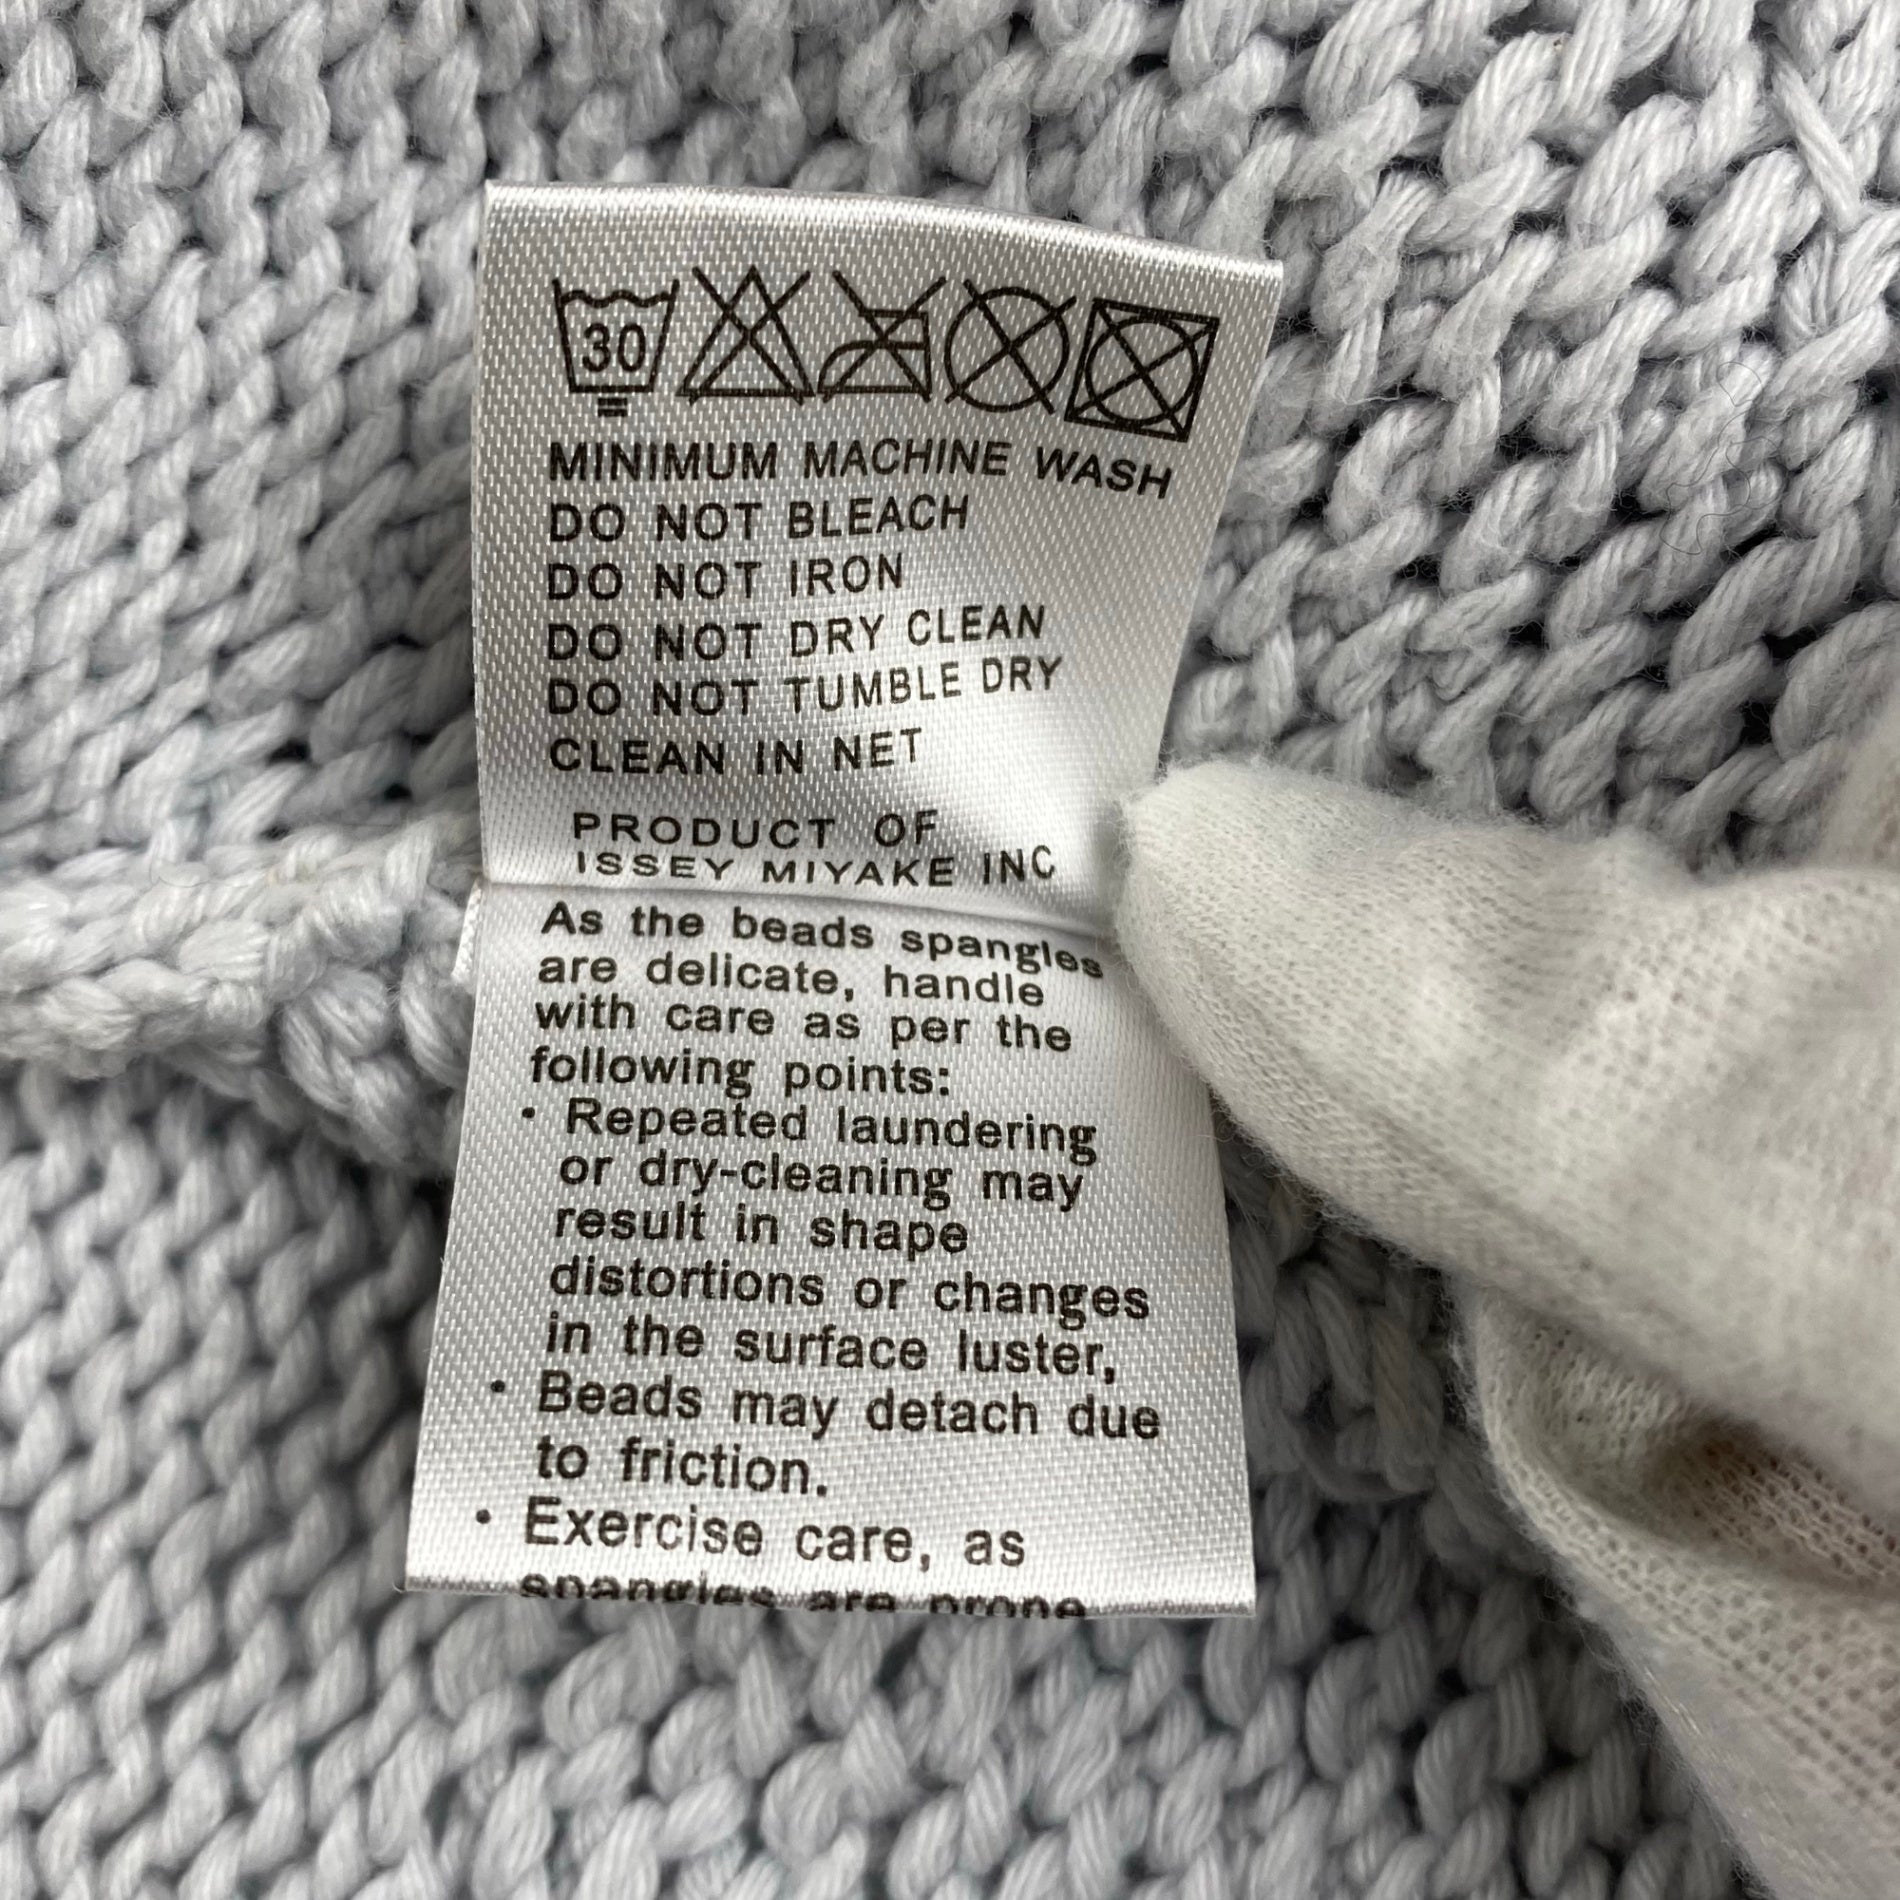 30
MINIMUM MACHINE WASH
DO NOT BLEACH
DO NOT IRON
DO NOT DRY CLEAN
DO NOT TUMBLE DRY
CLEAN IN NET
PRODUCT OF
ISSEY MIYAKE INC
As the beads spangles
are delicate, handle
with care as per the
following points:
• Repeated laundering
or dry-cleaning may
result in shape
distortions or changes
in the surface luster,
• Beads may detach due
to friction.
• Exercise care, as
spangles are prone